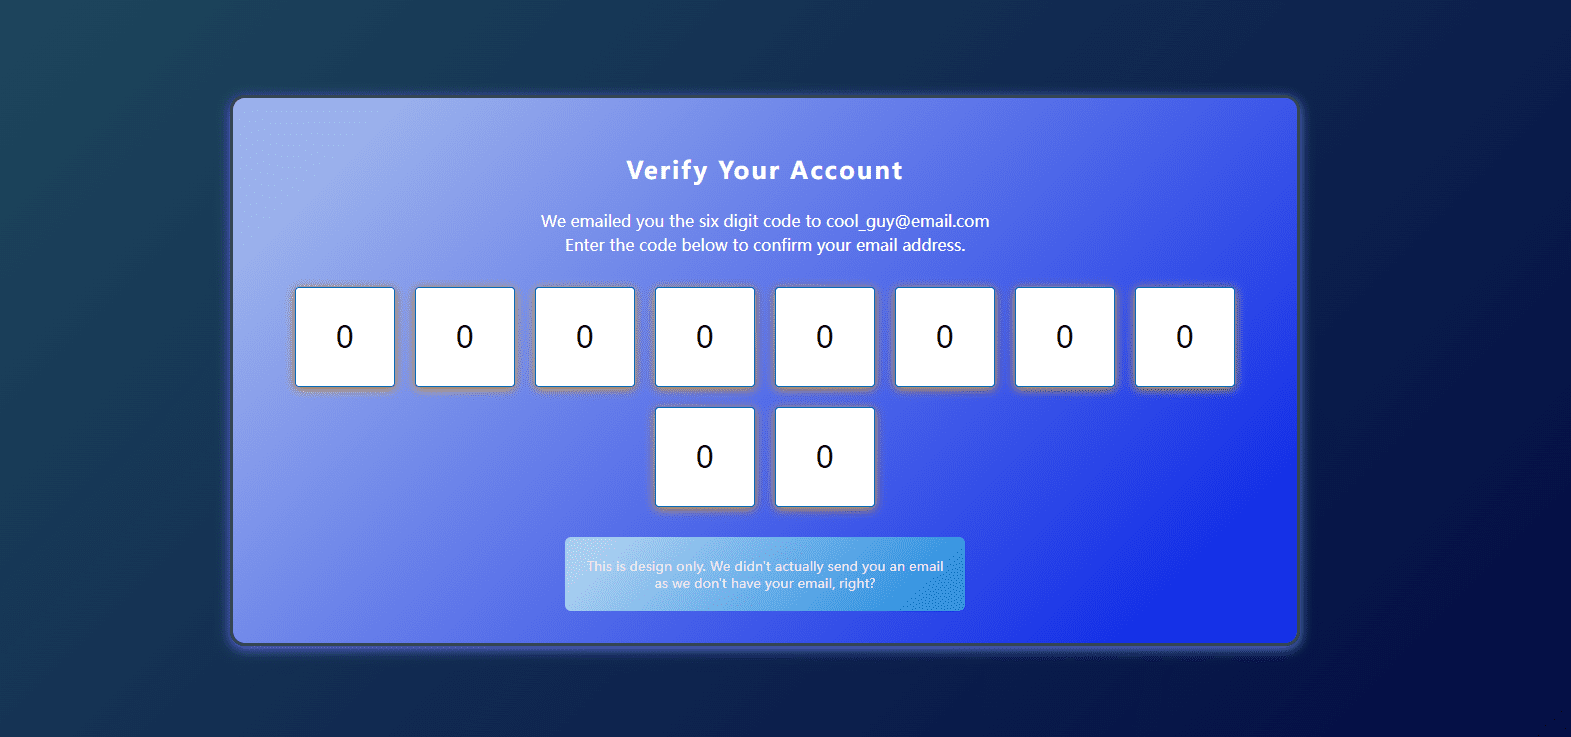 Verify Your Account
We emailed you the six digit code to cool_guy@email.com
Enter the code below to confirm your email address.
0 0 0 0 0 0 0 0
0 0
This is design only. We didn't actually send you an email
as we don't have your email, right?